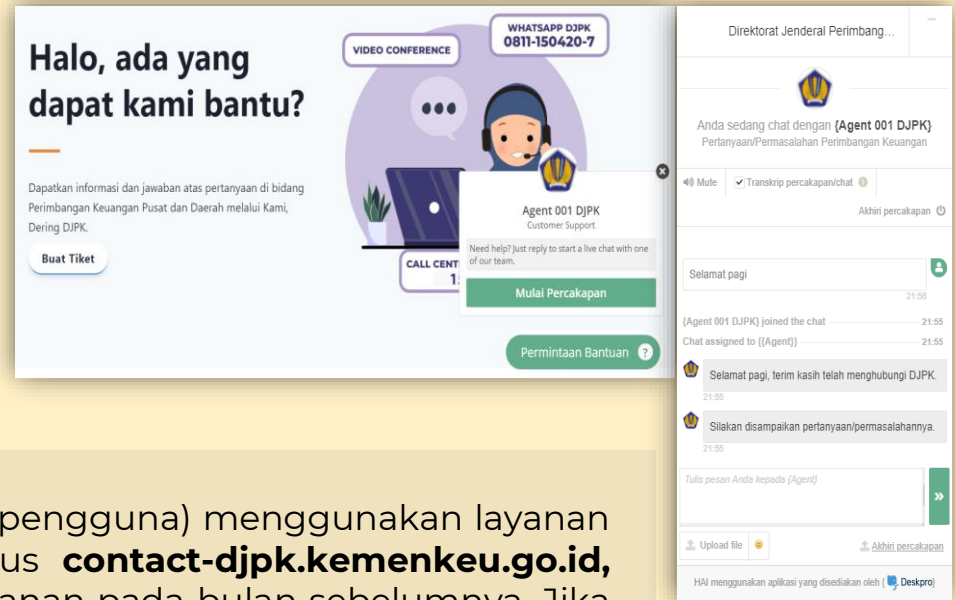 Halo, ada yang
dapat kami bantu?
Dapatkan informasi dan jawaban atas pertanyaan di bidang
Perimbangan Keuangan Pusat dan Daerah melalui Kami,
Dering DJPK.
Buat Tiket
VIDEO CONFERENCE
WHATSAPP DJPK
0811-150420-7
CALL CENT
1
Agent 001 DJPK
Customer Support
Need help? Just reply to start a live chat with one
of our team.
Mulai Percakapan
Permintaan Bantuan ?
Direktorat Jenderal Perimbang...
Anda sedang chat dengan {Agent 001 DJPK}
Pertanyaan/Permasalahan Perimbangan Keuangan
Mute
Transkrip percakapan/chat
Akhiri percakapan
Selamat pagi
21:56
{Agent 001 DJPK} joined the chat 21:55
Chat assigned to {{Agent}} 21:55
Selamat pagi, terim kasih telah menghubungi DJPK.
21:55
Silakan disampaikan pertanyaan/permasalahannya.
21:55
Tulis pesan Anda kepada {Agent}
Upload file
Akhiri percakapan
HAI menggunakan aplikasi yang disediakan oleh { Deskpro}
pengguna) menggunakan layanan
us contact-djpk.kemenkeu.go.id,
anan pada bulan sebelumnya. Jika